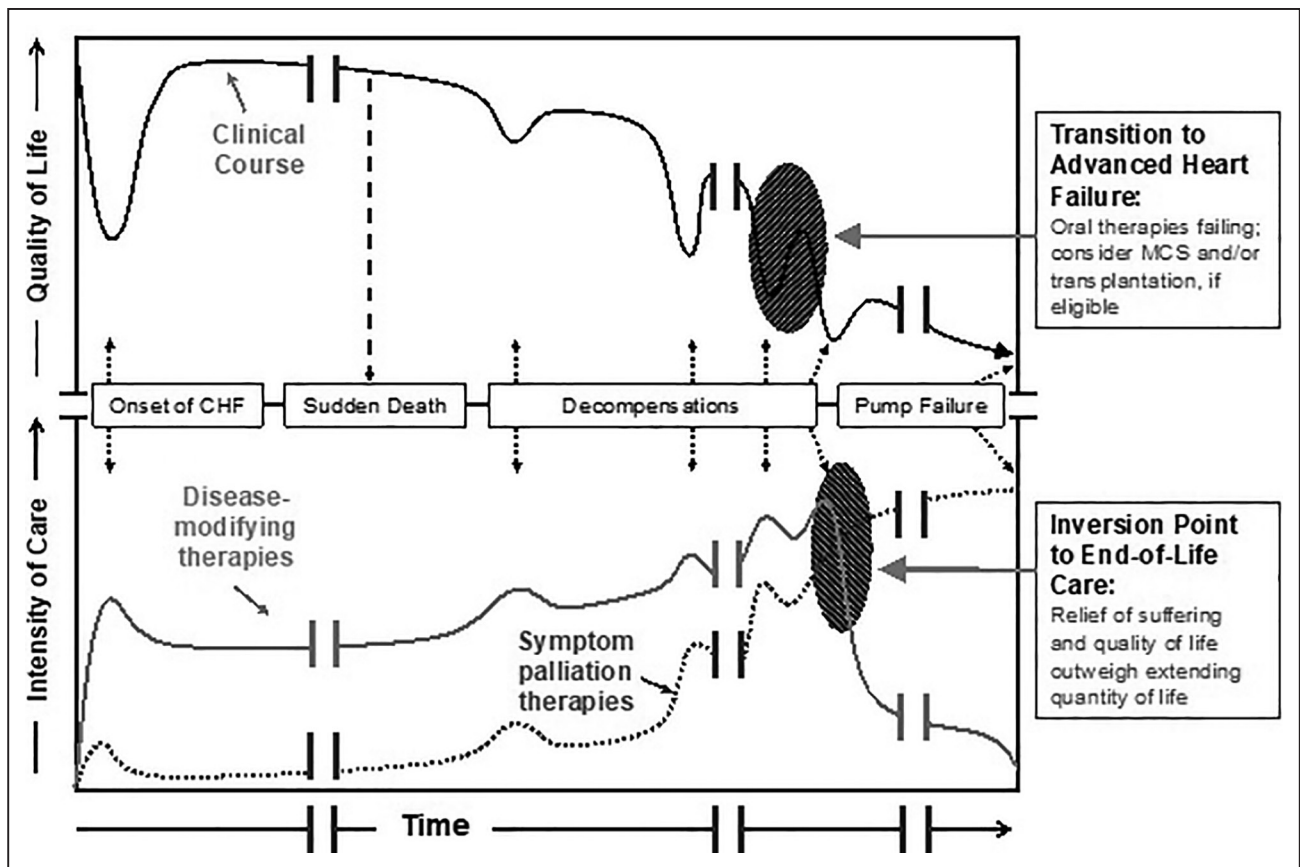 Quality of Life
Clinical
Course
Transition to
Advanced Heart
Failure:
Oral therapies failing;
consider MCS and/or
trans plantation, if
eligible
Onset of CHF
Sudden Death
Decompensations
Pump Failure
Intensity of Care
Disease-
modifying
therapies
Symptom
palliation
therapies
Inversion Point
to End-of-Life
Care:
Relief of suffering
and quality of life
outweigh extending
quantity of life
Time